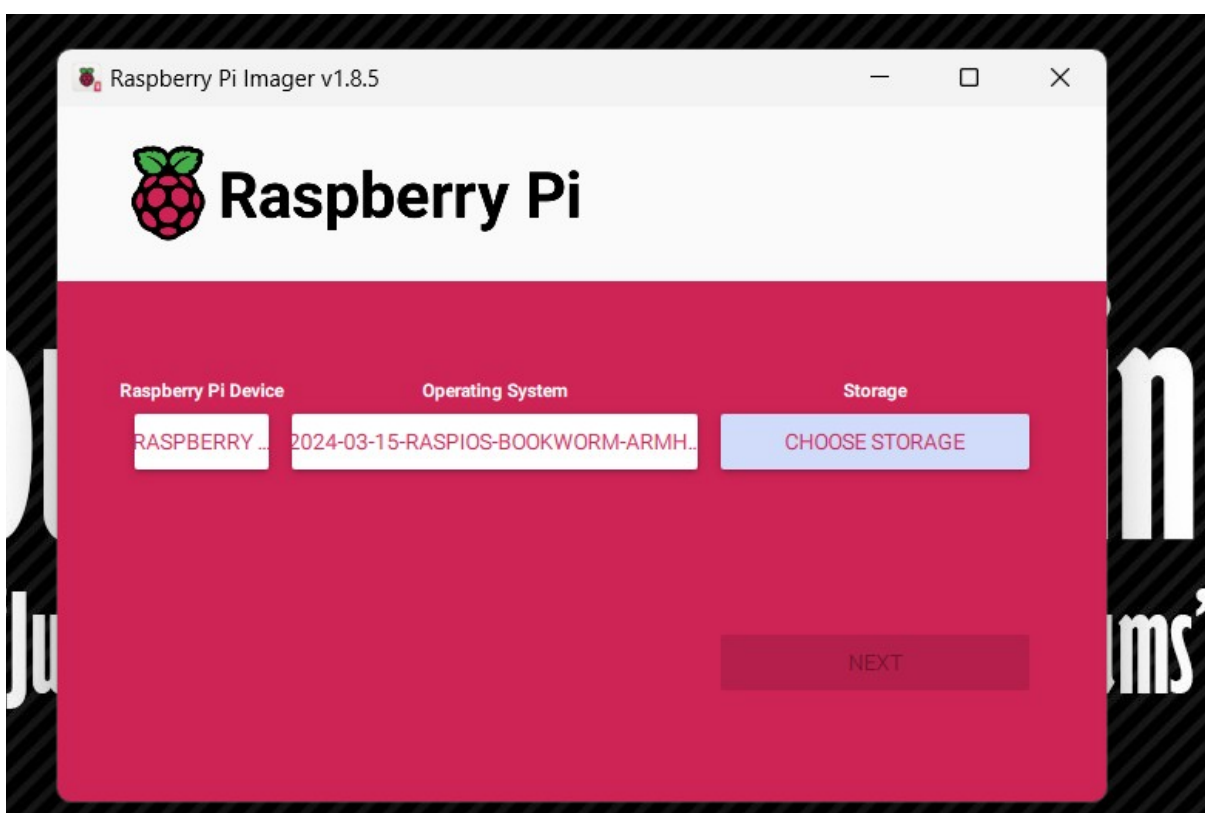 Raspberry Pi Imager v1.8.5
Raspberry Pi
Raspberry Pi Device Operating System Storage
RASPBERRY ... 2024-03-15-RASPIOS-BOOKWORM-ARMH... CHOOSE STORAGE
NEXT